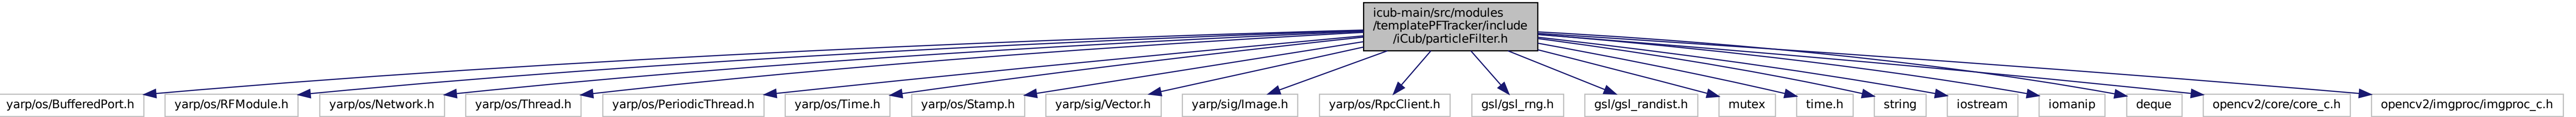 icub-main/src/modules
/templatePFTracker/include
/iCub/particleFilter.h
yarp/os/BufferedPort.h
yarp/os/RFModule.h
yarp/os/Network.h
yarp/os/Thread.h
yarp/os/PeriodicThread.h
yarp/os/Time.h
yarp/os/Stamp.h
yarp/sig/Vector.h
yarp/sig/Image.h
yarp/os/RpcClient.h
gsl/gsl_rng.h
gsl/gsl_randist.h
mutex
time.h
string
iostream
iomanip
deque
opencv2/core/core_c.h
opencv2/imgproc/imgproc_c.h